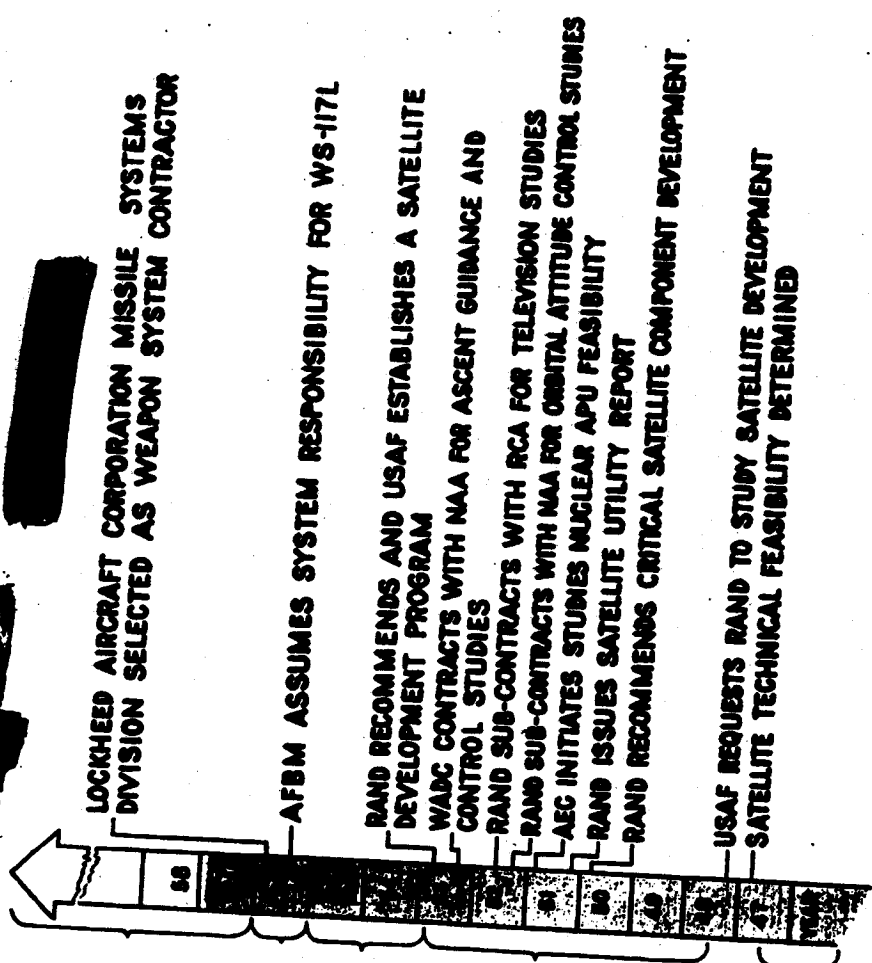 LOCKHEED AIRCRAFT CORPORATION MISSILE SYSTEMS
DIVISION SELECTED AS WEAPON SYSTEM CONTRACTOR
AFBM ASSUMES SYSTEM RESPONSIBILITY FOR WS-117L
RAND RECOMMENDS AND USAF ESTABLISHES A SATELLITE
DEVELOPMENT PROGRAM
WADC CONTRACTS WITH NAA FOR ASCENT GUIDANCE AND
CONTROL STUDIES
RAND SUB-CONTRACTS WITH RCA FOR TELEVISION STUDIES
RAND SUB-CONTRACTS WITH NAA FOR ORBITAL ATTITUDE CONTROL STUDIES
AEC INITIATES STUDIES NUCLEAR APU FEASIBILITY
RAND ISSUES SATELLITE UTILITY REPORT
RAND RECOMMENDS CRITICAL SATELLITE COMPONENT DEVELOPMENT
USAF REQUESTS RAND TO STUDY SATELLITE DEVELOPMENT
SATELLITE TECHNICAL FEASIBILITY DETERMINED
58
51
50
49
48
47
YEAR